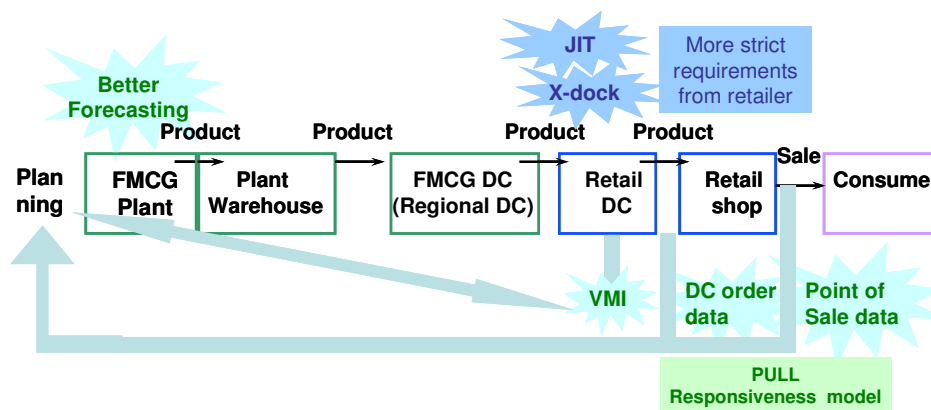 JIT
X-dock
More strict
requirements
from retailer
Better
Forecasting
Product
Product
Product
Product
Sale
Plan
ning
FMCG
Plant
Plant
Warehouse
FMCG DC
(Regional DC)
Retail
DC
Retail
shop
Consume
VMI
DC order
data
Point of
Sale data
PULL
Responsiveness model